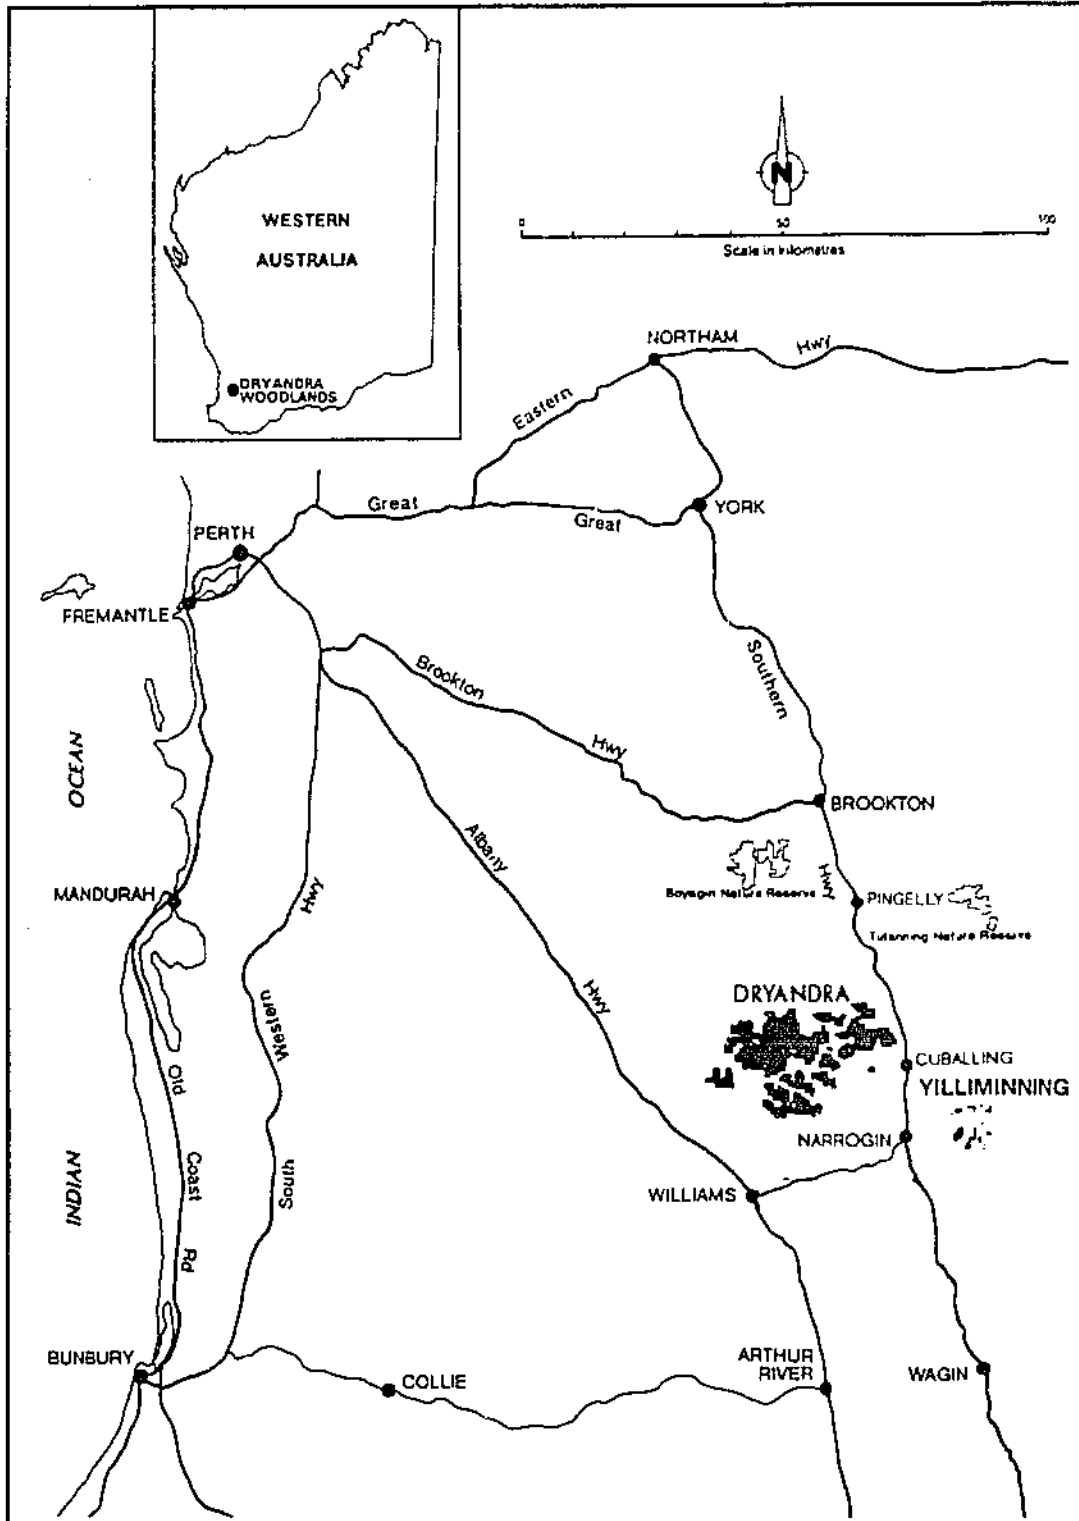 WESTERN
AUSTRALIA
DRYANDRA
WOODLANDS
N
0
50
100
Scale in kilometres
NORTHAM
Hwy
Eastern
Great
Great
YORK
PERTH
FREMANTLE
Southern
Brookton
Hwy
OCEAN
BROOKTON
Albany
Hwy
Boyagin Nature Reserve
MANDURAH
Hwy
PINGELLY
Tutanning Nature Reserve
Hwy
DRYANDRA
Western
Old
CUBALLING
YILLIMINNING
NARROGIN
INDIAN
Coast
South
WILLIAMS
Rd
BUNBURY
COLLIE
ARTHUR
RIVER
WAGIN